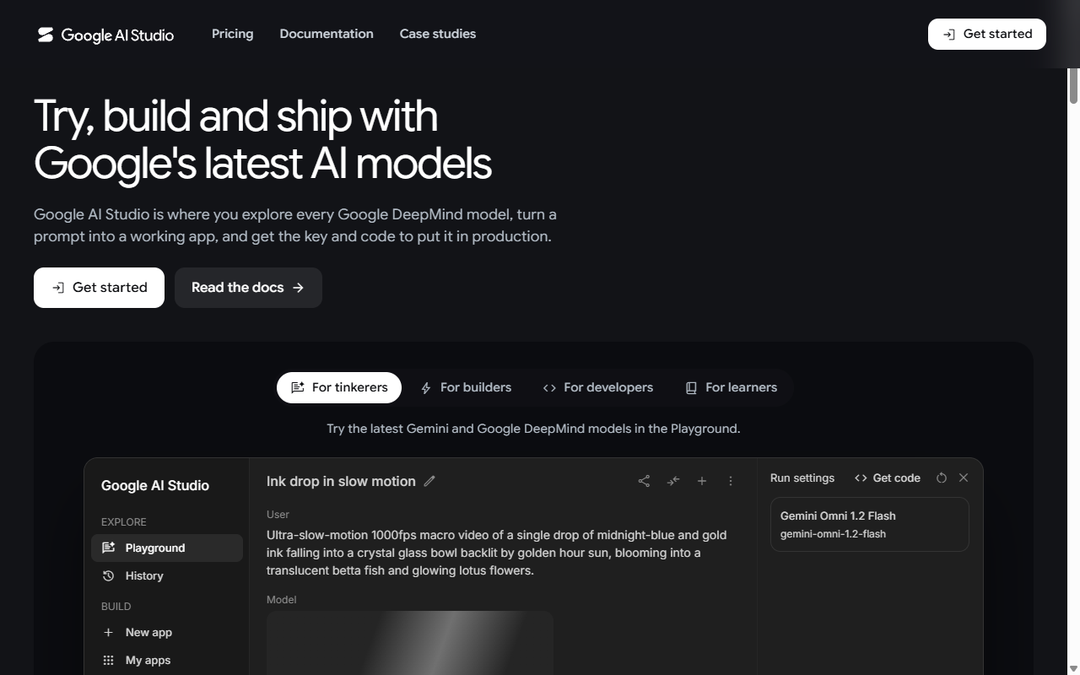 Google AI Studio
Pricing
Documentation
Case studies
Get started
Try, build and ship with
Google's latest AI models
Google AI Studio is where you explore every Google DeepMind model, turn a
prompt into a working app, and get the key and code to put it in production.
Get started
Read the docs
For tinkerers
For builders
For developers
For learners
Try the latest Gemini and Google DeepMind models in the Playground.
Google AI Studio
EXPLORE
Playground
History
BUILD
New app
My apps
Ink drop in slow motion
User
Ultra-slow-motion 1000fps macro video of a single drop of midnight-blue and gold
ink falling into a crystal glass bowl backlit by golden hour sun, blooming into a
translucent betta fish and glowing lotus flowers.
Model
Run settings
Get code
Gemini Omni 1.2 Flash
gemini-omni-1.2-flash